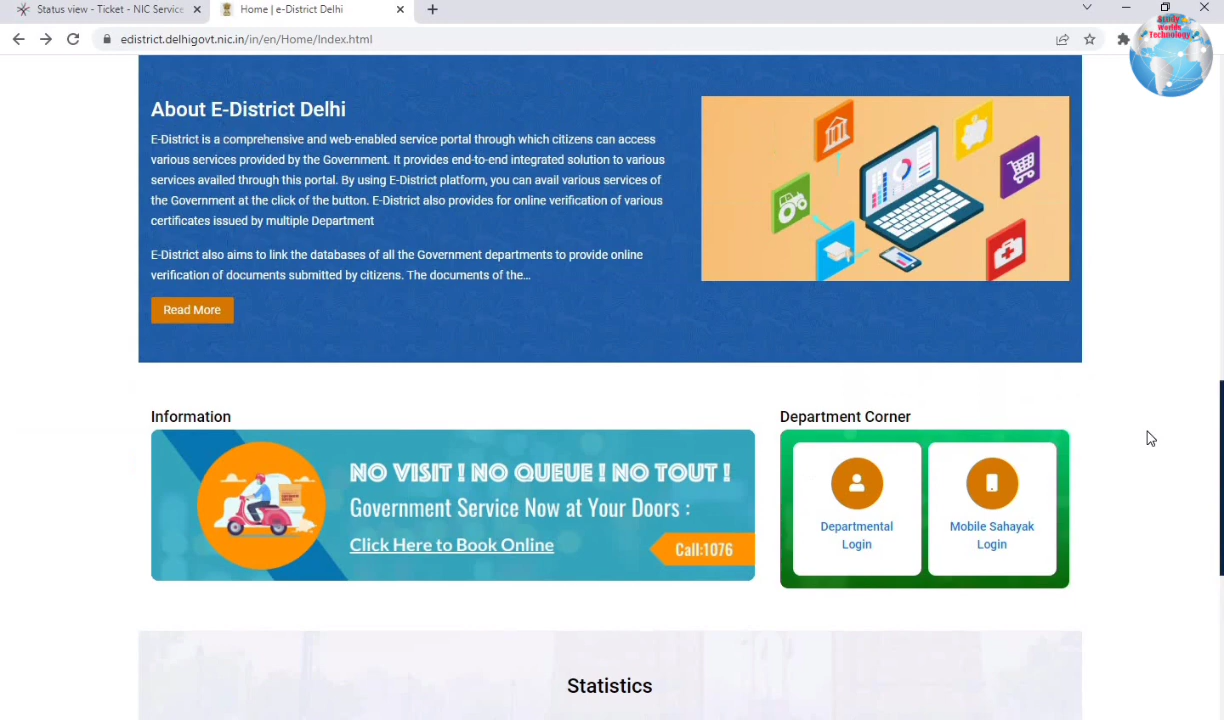 Status view - Ticket - NIC Service
Home | e-District Delhi
edistrict.delhigovt.nic.in/in/en/Home/Index.html
Study
Worlds
Technology
About E-District Delhi
E-District is a comprehensive and web-enabled service portal through which citizens can access
various services provided by the Government. It provides end-to-end integrated solution to various
services availed through this portal. By using E-District platform, you can avail various services of
the Government at the click of the button. E-District also provides for online verification of various
certificates issued by multiple Department
E-District also aims to link the databases of all the Government departments to provide online
verification of documents submitted by citizens. The documents of the...
Read More
Information
NO VISIT ! NO QUEUE ! NO TOUT !
Government Service Now at Your Doors :
Click Here to Book Online
Call:1076
Department Corner
Departmental
Login
Mobile Sahayak
Login
Statistics